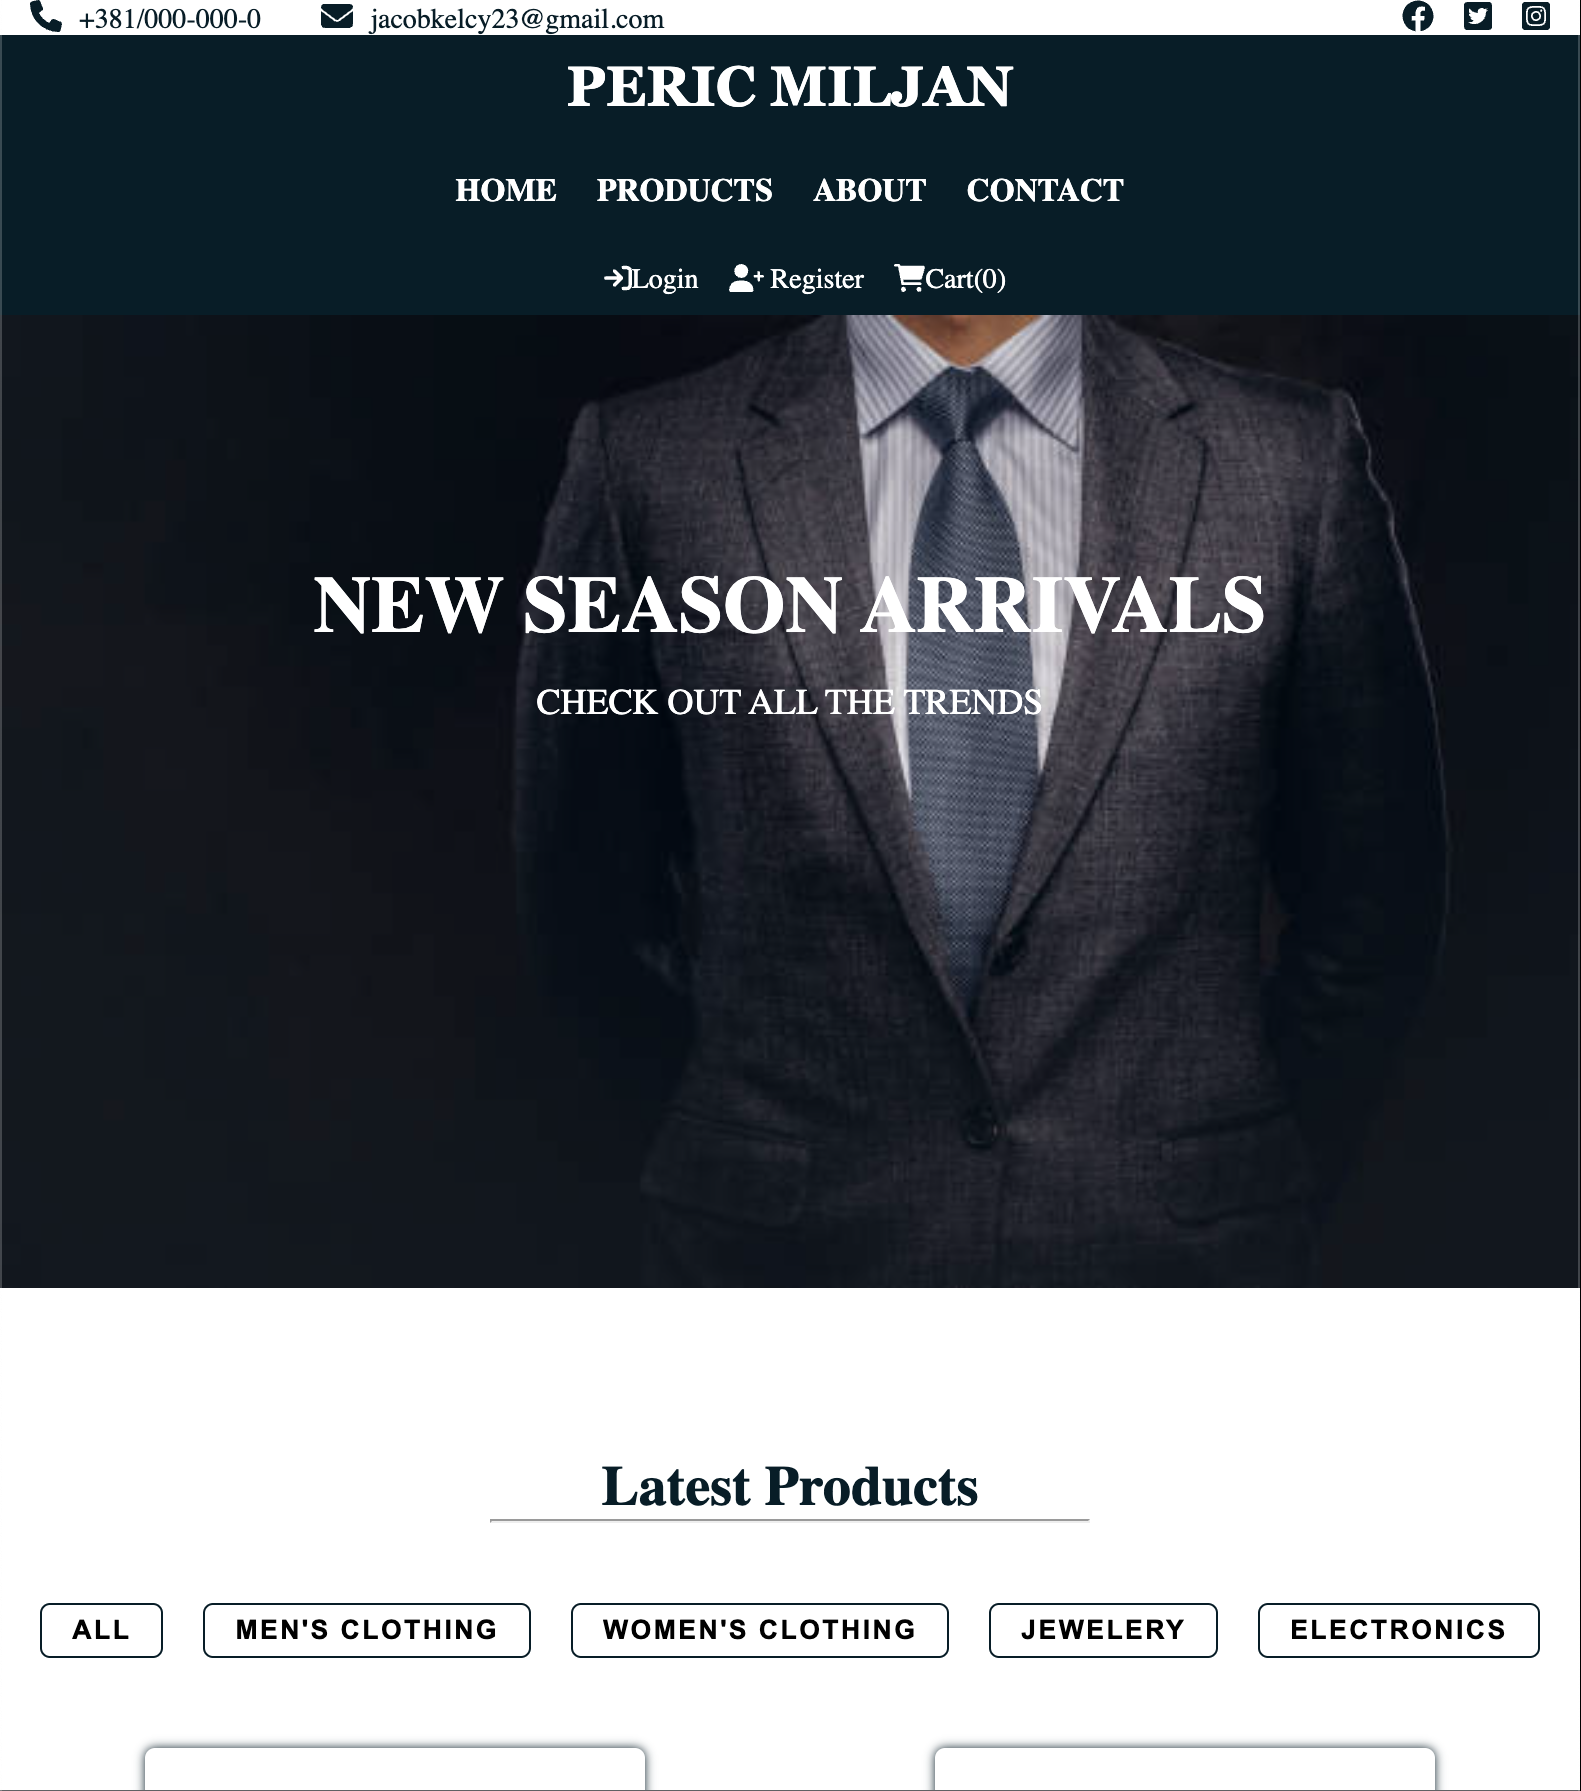 +381/000-000-0 jacobkelcy23@gmail.com
PERIC MILJAN
HOME PRODUCTS ABOUT CONTACT
Login Register Cart(0)
NEW SEASON ARRIVALS
CHECK OUT ALL THE TRENDS
Latest Products
ALL MEN'S CLOTHING WOMEN'S CLOTHING JEWELERY ELECTRONICS